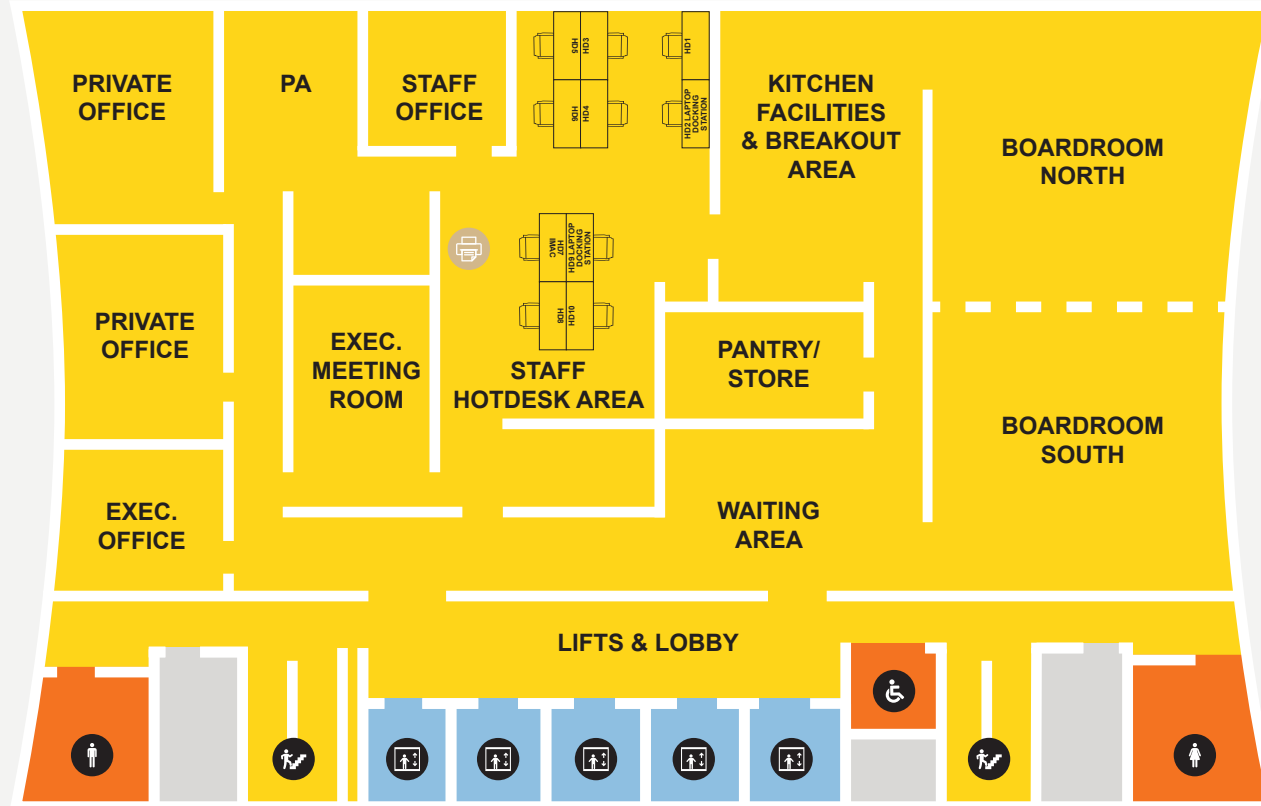 PRIVATE
OFFICE
PA
STAFF
OFFICE
HD5
HD3
HD6
HD4
HD1
HD2 LAPTOP
DOCKING
STATION
KITCHEN
FACILITIES
& BREAKOUT
AREA
BOARDROOM
NORTH
PRIVATE
OFFICE
EXEC.
MEETING
ROOM
HD7
IMAC
HD9 LAPTOP
DOCKING
STATION
HD8
HD10
STAFF
HOTDESK AREA
PANTRY/
STORE
BOARDROOM
SOUTH
EXEC.
OFFICE
WAITING
AREA
LIFTS & LOBBY